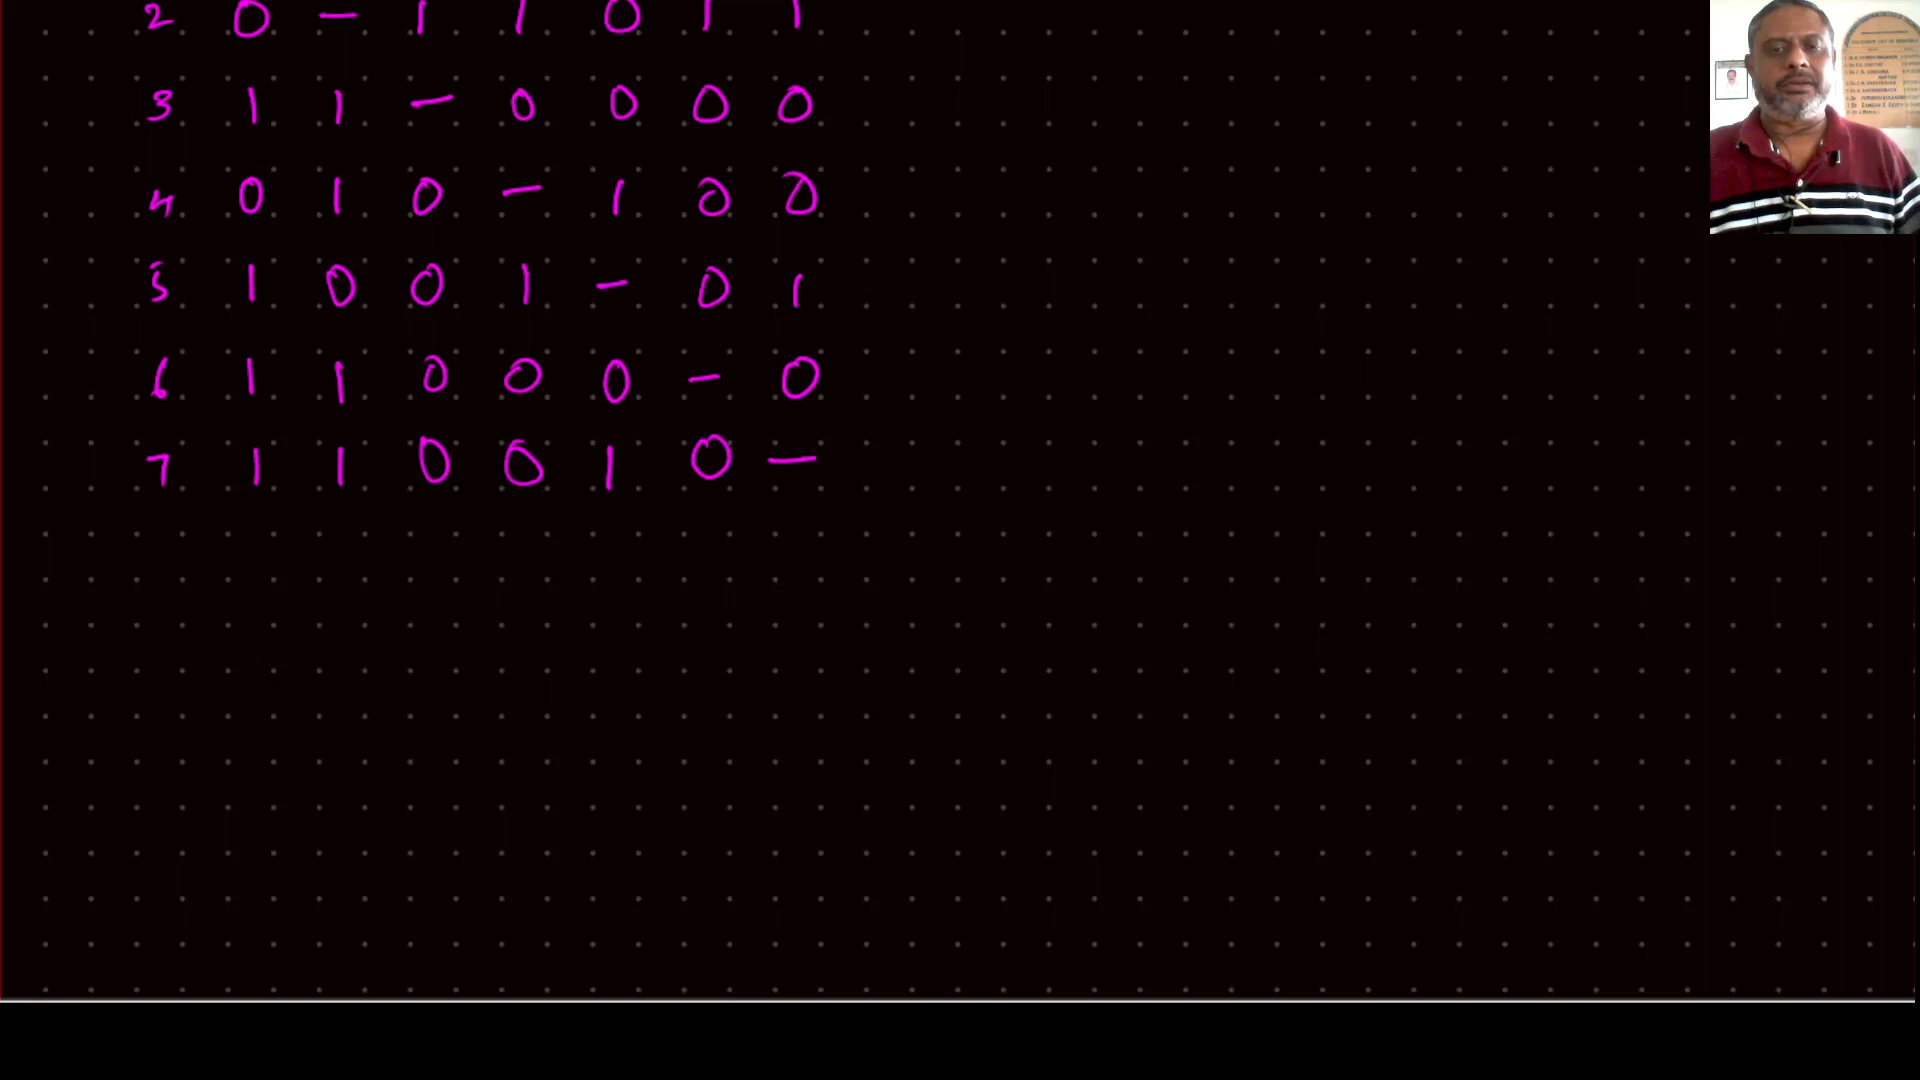 2 0 – 1 1 0 1 1
3 1 1 – 0 0 0 0
4 0 1 0 – 1 0 0
5 1 0 0 1 – 0 1
6 1 1 0 0 0 – 0
7 1 1 0 0 1 0 –